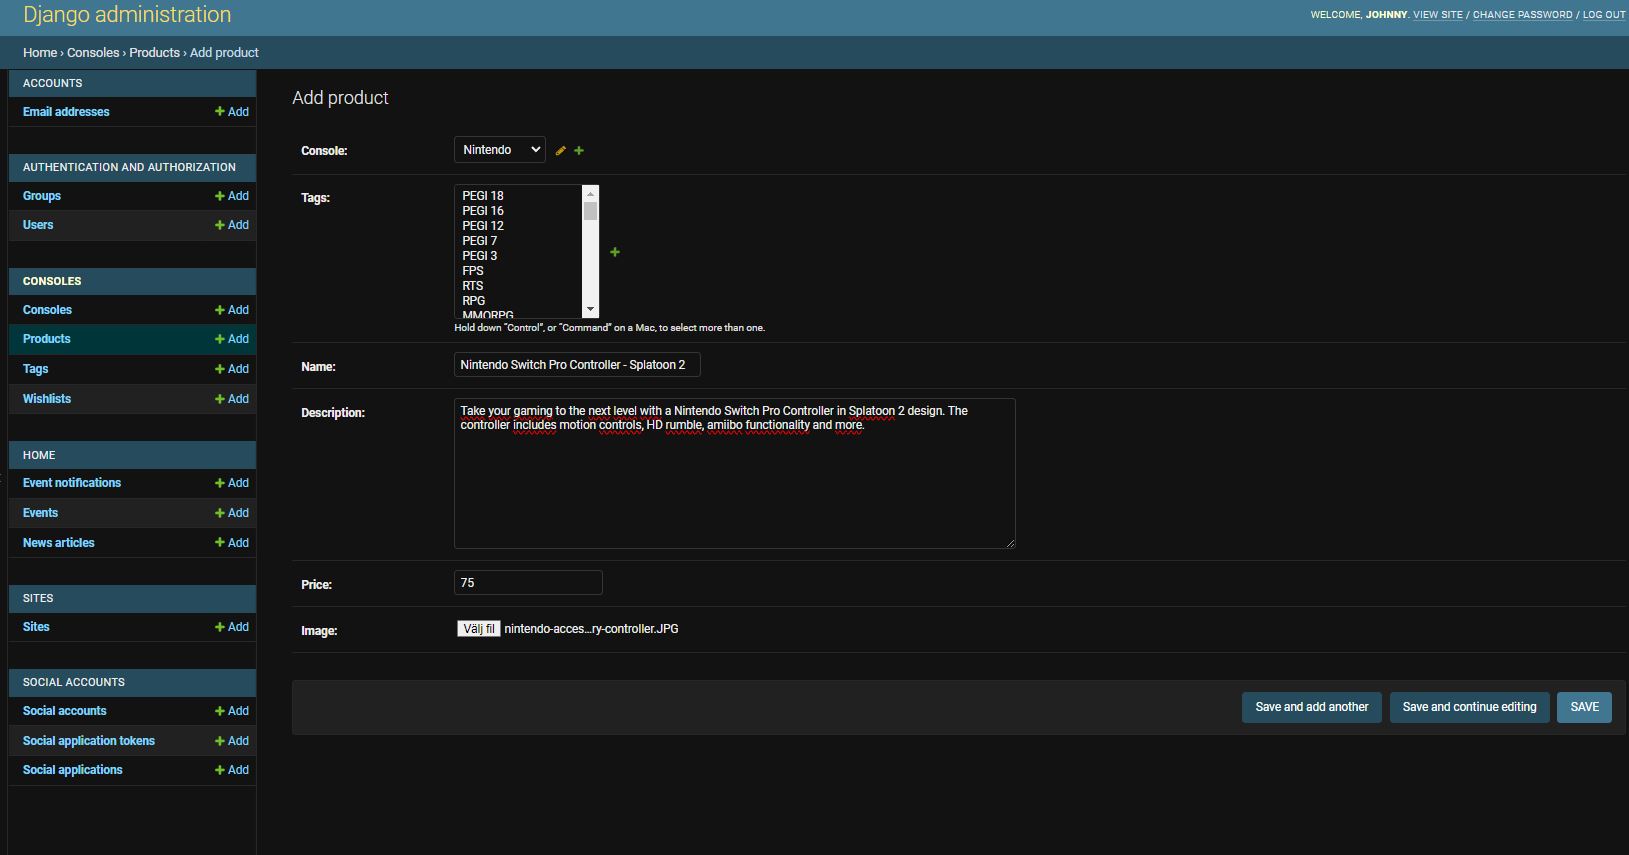 Django administration
WELCOME, JOHNNY. VIEW SITE / CHANGE PASSWORD / LOG OUT
Home › Consoles › Products › Add product
ACCOUNTS
Email addresses + Add
AUTHENTICATION AND AUTHORIZATION
Groups + Add
Users + Add
CONSOLES
Consoles + Add
Products + Add
Tags + Add
Wishlists + Add
HOME
Event notifications + Add
Events + Add
News articles + Add
SITES
Sites + Add
SOCIAL ACCOUNTS
Social accounts + Add
Social application tokens + Add
Social applications + Add
Add product
Console: Nintendo
Tags:
PEGI 18
PEGI 16
PEGI 12
PEGI 7
PEGI 3
FPS
RTS
RPG
MMORPG
Hold down “Control”, or “Command” on a Mac, to select more than one.
Name: Nintendo Switch Pro Controller - Splatoon 2
Description: Take your gaming to the next level with a Nintendo Switch Pro Controller in Splatoon 2 design. The
controller includes motion controls, HD rumble, amiibo functionality and more.
Price: 75
Image: Välj fil nintendo-acces...ry-controller.JPG
Save and add another Save and continue editing SAVE